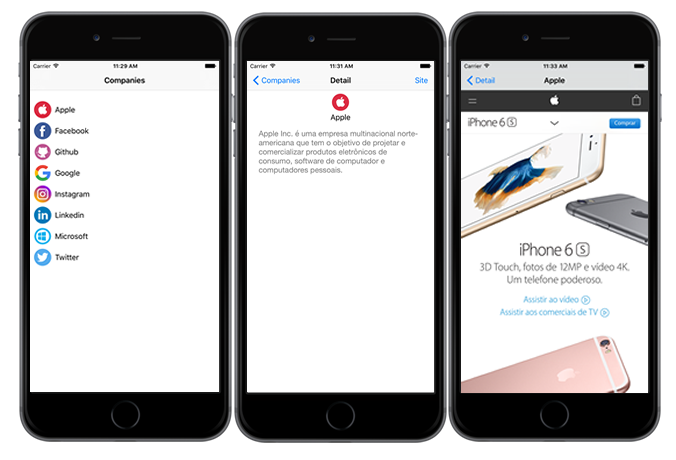 Carrier 11:29 AM
Companies
Apple
Facebook
Github
Google
Instagram
Linkedin
Microsoft
Twitter
Carrier 11:31 AM
Companies Detail Site
Apple
Apple Inc. é uma empresa multinacional norte-
americana que tem o objetivo de projetar e
comercializar produtos eletrônicos de
consumo, software de computador e
computadores pessoais.
Carrier 11:33 AM
Detail Apple
iPhone 6s Comprar
iPhone 6s
3D Touch, fotos de 12MP e vídeo 4K.
Um telefone poderoso.
Assistir ao vídeo
Assistir aos comerciais de TV